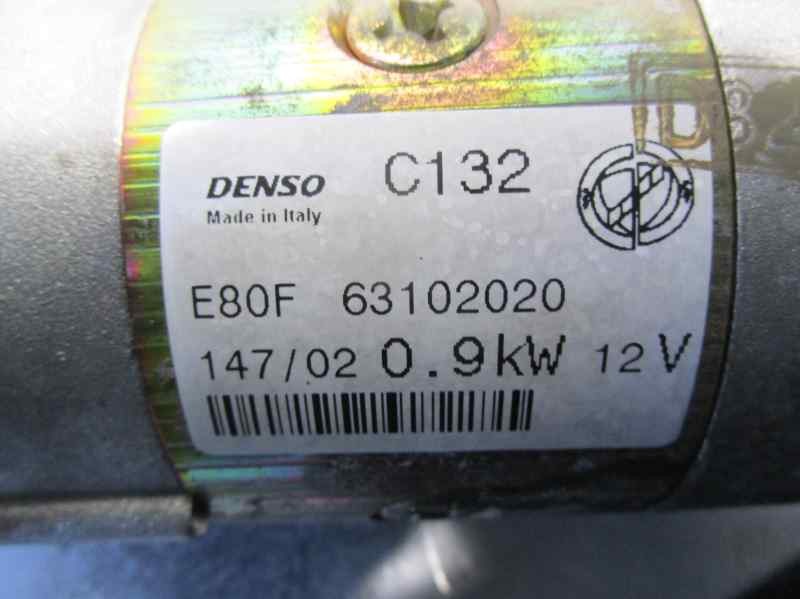 DENSO C132
Made in Italy
E80F 63102020
147/02 0.9kW 12V